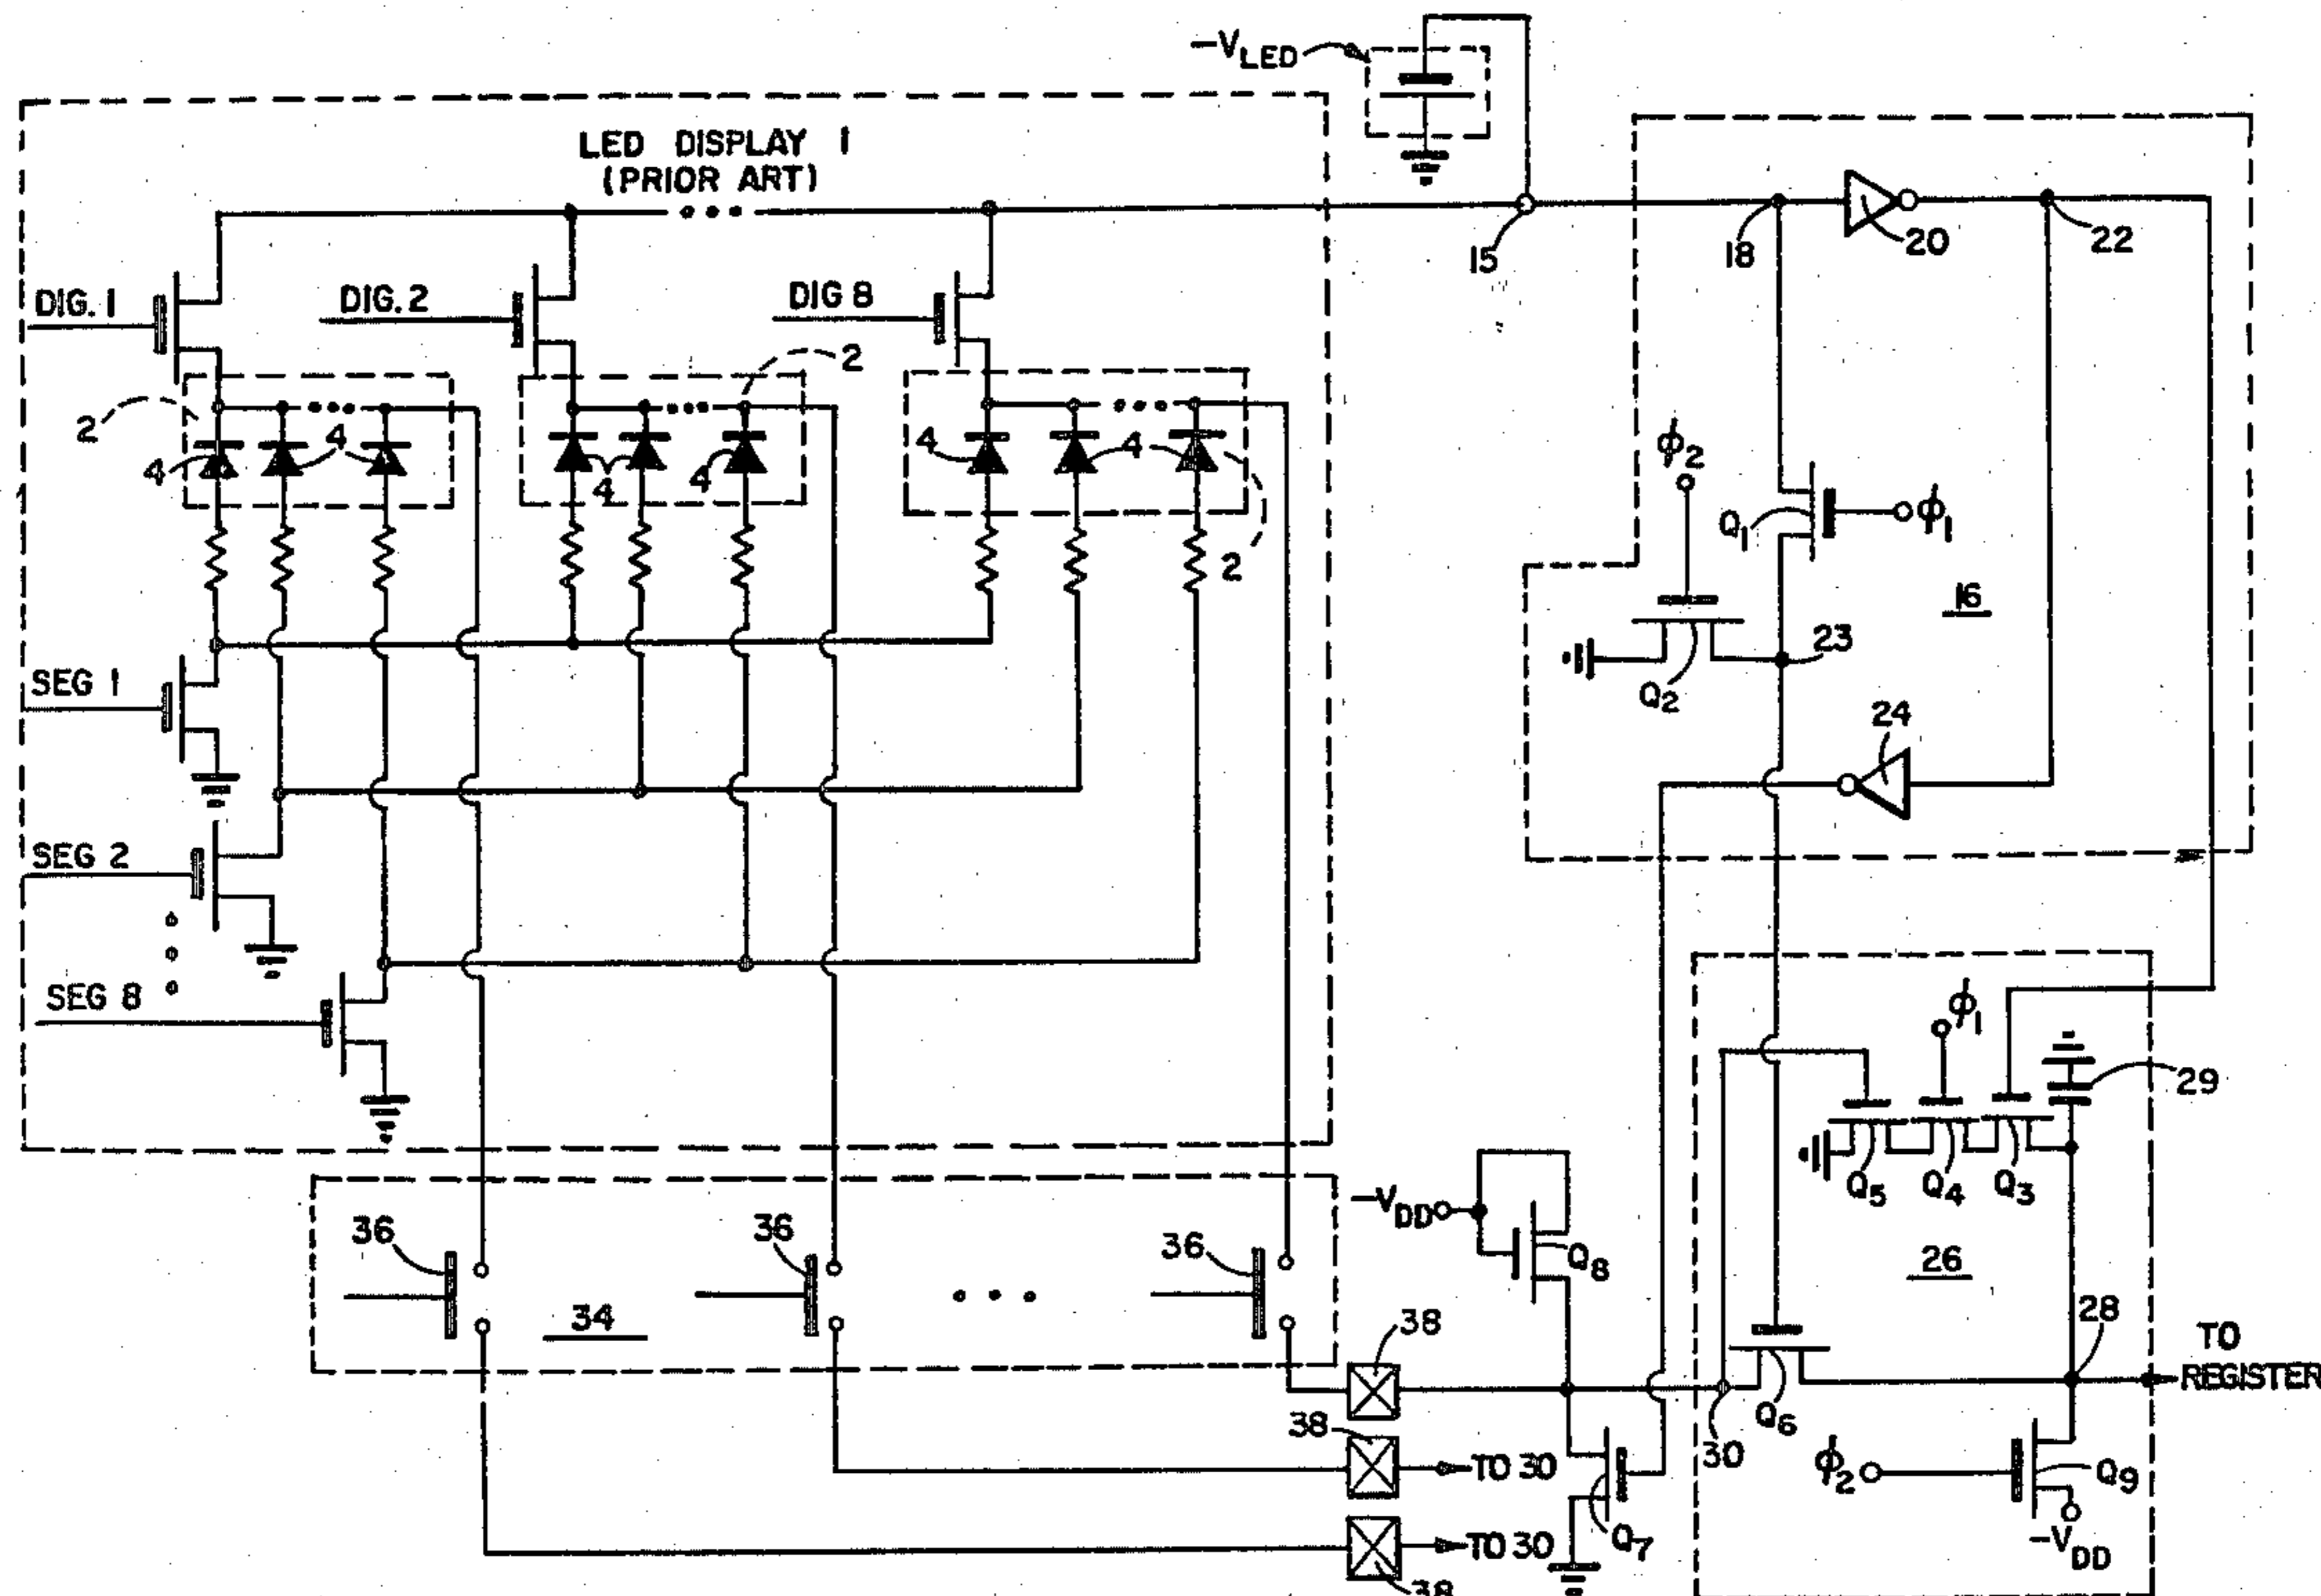 -V_LED
LED DISPLAY 1
(PRIOR ART)
DIG. 1
DIG. 2
DIG 8
15
18
20
22
2
2
4
4
4
4
4
4
2
ϕ2
Q1
ϕ1
16
23
Q2
SEG 1
24
SEG 2
SEG 8
ϕ1
29
Q5
Q4
Q3
-VDD
Q8
26
36
36
36
34
28
38
TO
REGISTER
Q6
38
30
TO 30
ϕ2
Q9
TO 30
Q7
-VDD
38